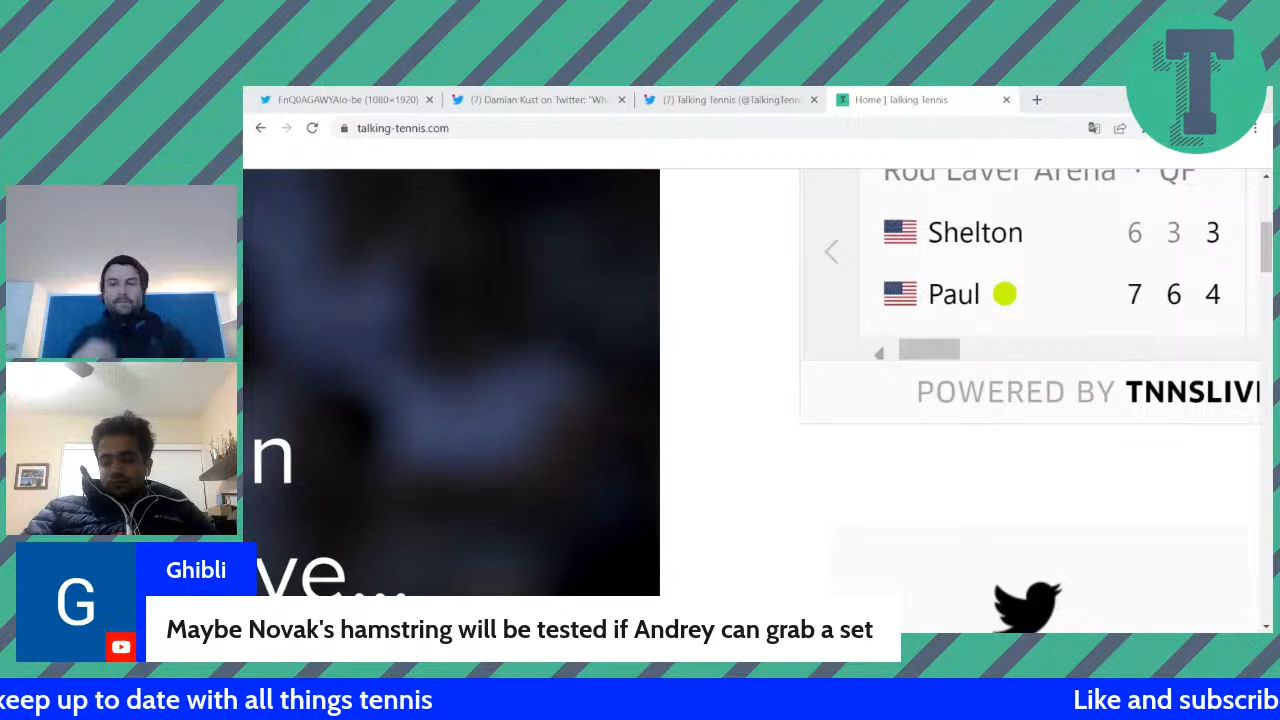 FnQ0AGAWYAIo-be (1080×1920)
(7) Damian Kust on Twitter: "Wh
(7) Talking Tennis (@TalkingTenn
Home | Talking Tennis
talking-tennis.com
T
Rod Laver Arena · QF
Shelton 6 3 3
Paul 7 6 4
POWERED BY TNNSLIV
n
ve...
G
Ghibli
Maybe Novak's hamstring will be tested if Andrey can grab a set
keep up to date with all things tennis
Like and subscrib